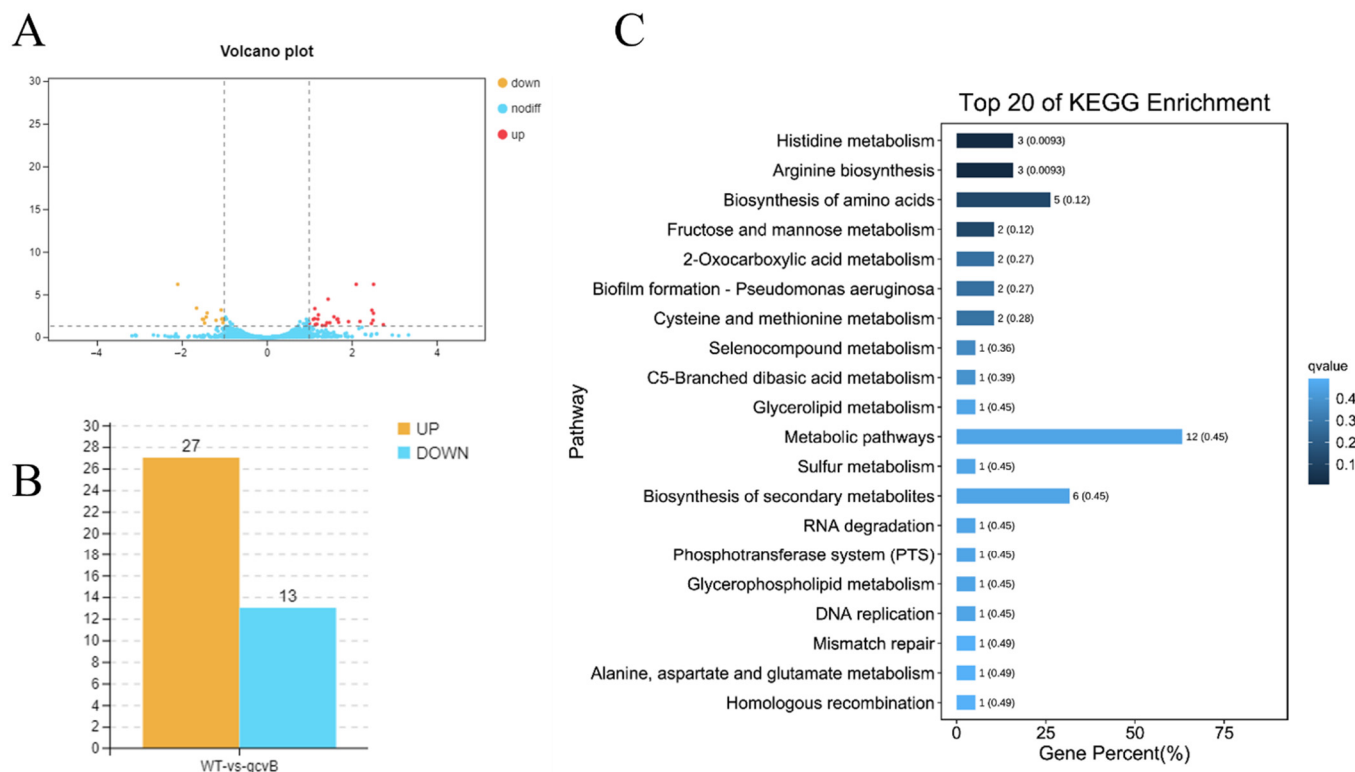 A
Volcano plot
30
25
20
15
10
5
0
−4
−2
0
2
4
down
nodiff
up
B
30
28
26
24
22
20
18
16
14
12
10
8
6
4
2
0
27
13
WT-vs-gcvB
UP
DOWN
C
Top 20 of KEGG Enrichment
Pathway
Histidine metabolism 3 (0.0093)
Arginine biosynthesis 3 (0.0093)
Biosynthesis of amino acids 5 (0.12)
Fructose and mannose metabolism 2 (0.12)
2-Oxocarboxylic acid metabolism 2 (0.27)
Biofilm formation - Pseudomonas aeruginosa 2 (0.27)
Cysteine and methionine metabolism 2 (0.28)
Selenocompound metabolism 1 (0.36)
C5-Branched dibasic acid metabolism 1 (0.39)
Glycerolipid metabolism 1 (0.45)
Metabolic pathways 12 (0.45)
Sulfur metabolism 1 (0.45)
Biosynthesis of secondary metabolites 6 (0.45)
RNA degradation 1 (0.45)
Phosphotransferase system (PTS) 1 (0.45)
Glycerophospholipid metabolism 1 (0.45)
DNA replication 1 (0.45)
Mismatch repair 1 (0.49)
Alanine, aspartate and glutamate metabolism 1 (0.49)
Homologous recombination 1 (0.49)
0
25
50
75
Gene Percent(%)
qvalue
0.4
0.3
0.2
0.1